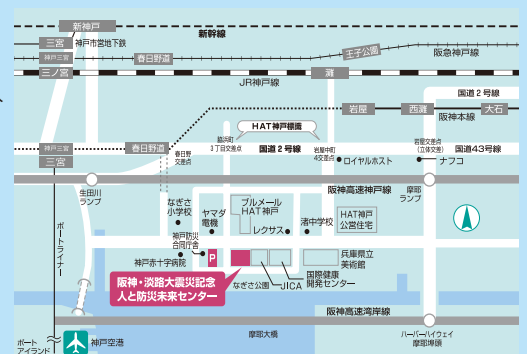 新神戸
新幹線
三宮
神戸市営地下鉄
王子公園
阪急神戸線
神戸三宮
春日野道
三ノ宮
灘
JR神戸線
国道2号線
岩屋
西灘
大石
阪神本線
HAT神戸標識
脇浜町
3丁目交差点
岩屋中町
4交差点
岩屋交差点
(立体交差)
神戸三宮
春日野道
春日野
交差点
国道2号線
国道43号線
三宮
ロイヤルホスト
ナフコ
生田川
ランプ
阪神高速神戸線
摩耶
ランプ
なぎさ
小学校
ヤマダ
電機
ブルメール
HAT神戸
渚中学校
HAT神戸
公営住宅
レクサス
ポートライナー
神戸防災
合同庁舎
神戸赤十字病院
P
兵庫県立
美術館
国際健康
開発センター
なぎさ公園
JICA
阪神・淡路大震災記念
人と防災未来センター
阪神高速湾岸線
ポート
アイランド
神戸空港
摩耶大橋
ハーバーハイウェイ
摩耶埠頭